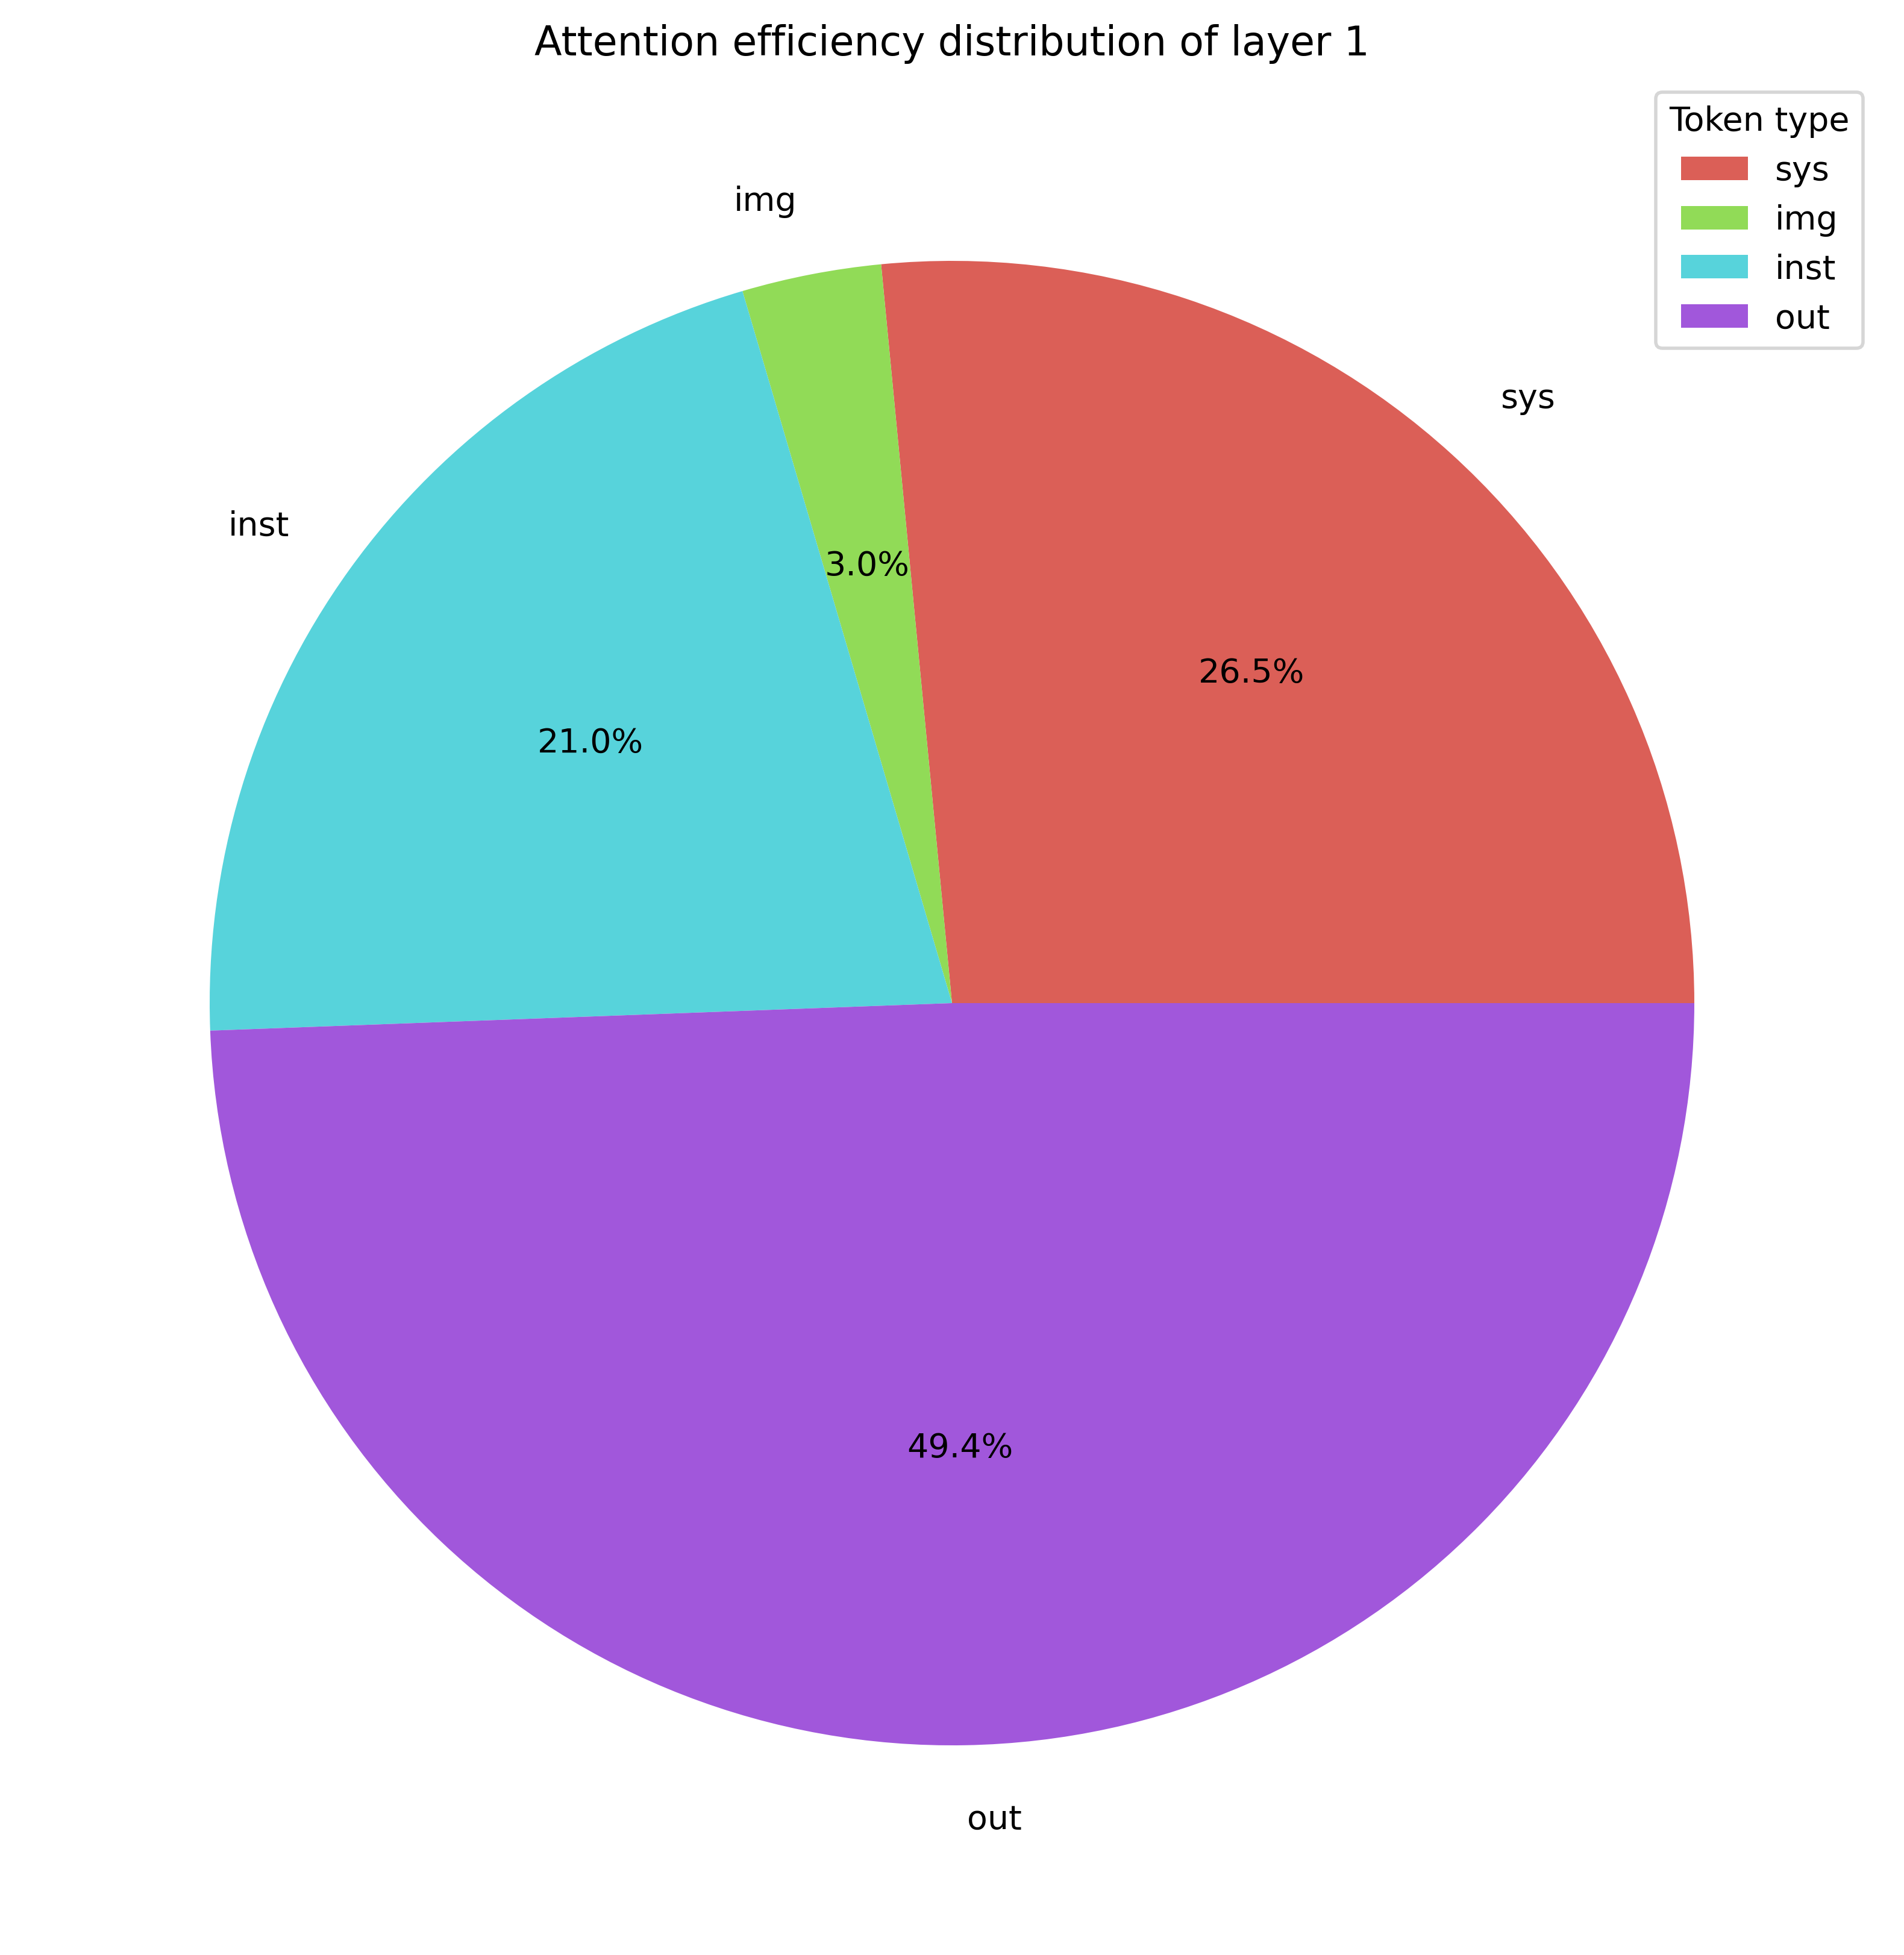 Attention efficiency distribution of layer 1
Token type
sys
img
inst
out
img
sys
inst
3.0%
26.5%
21.0%
49.4%
out